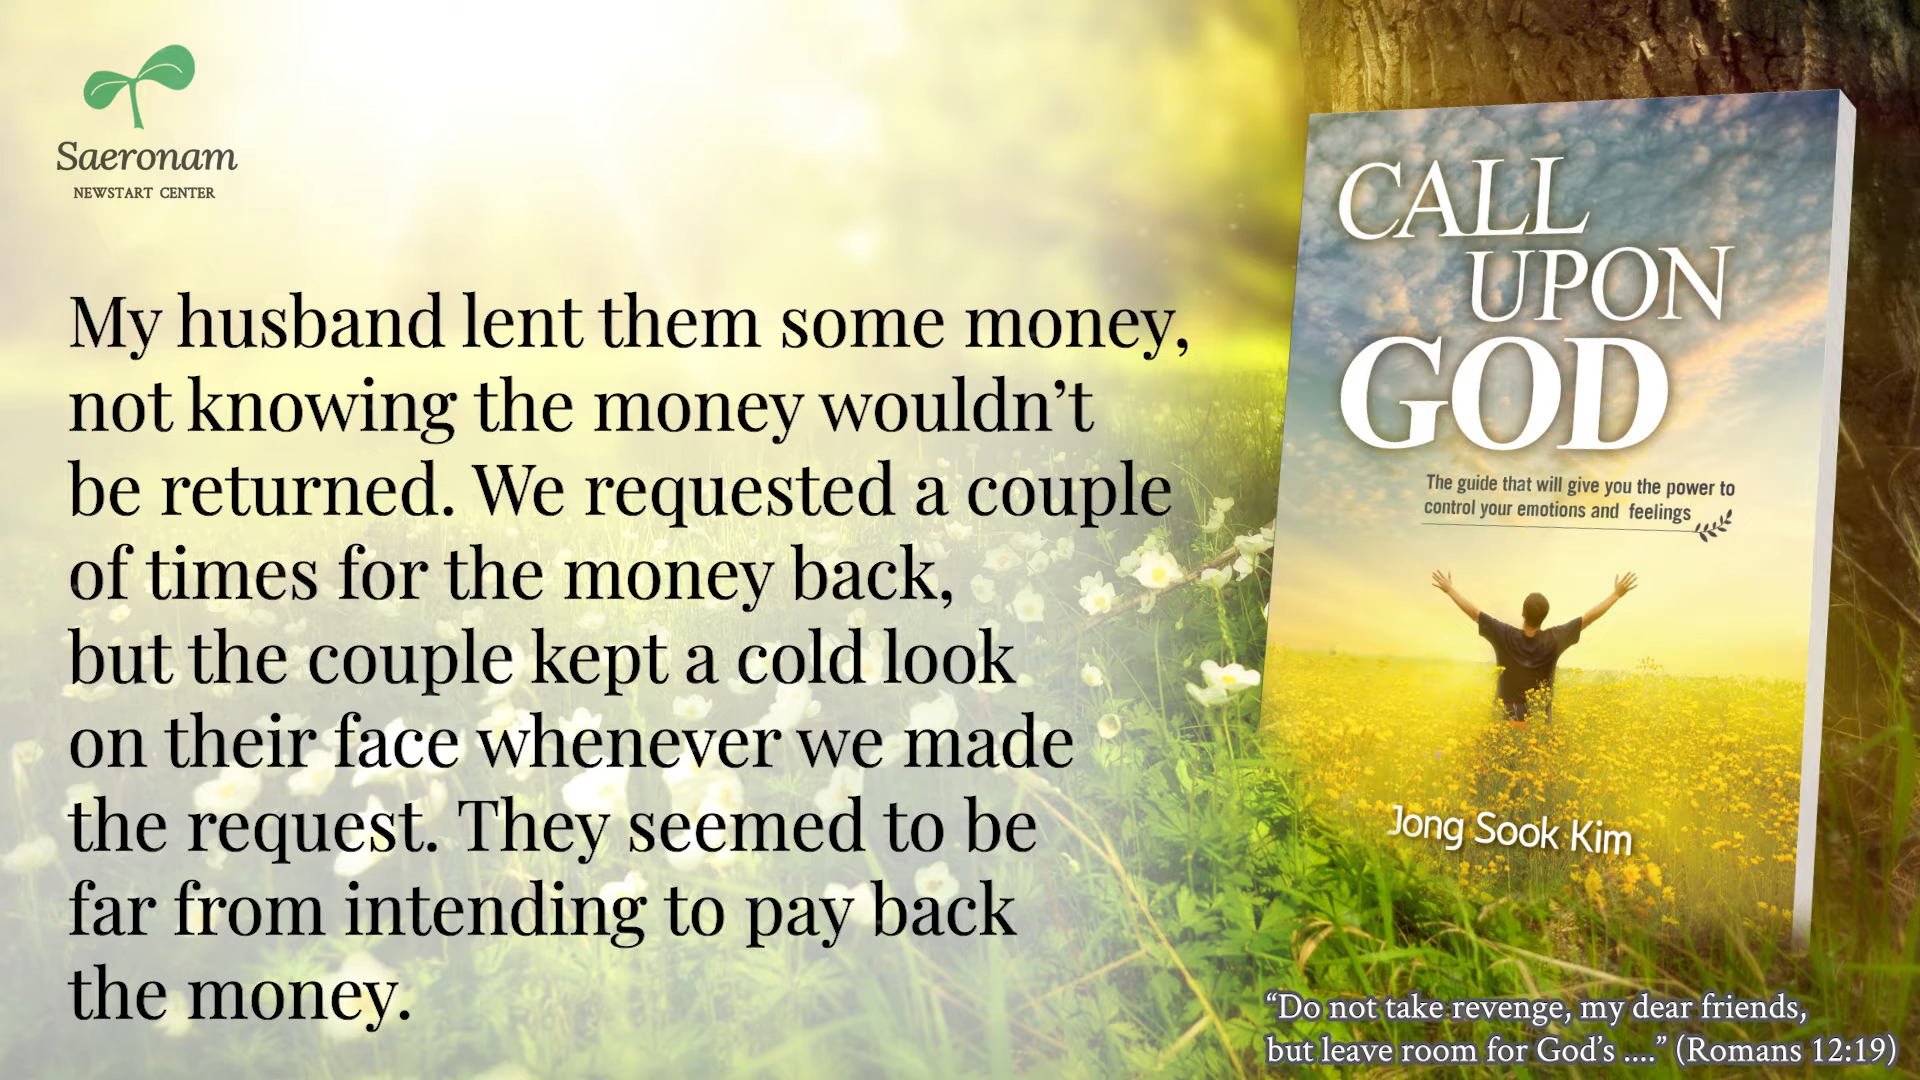 Saeronam
NEWSTART CENTER
My husband lent them some money,
not knowing the money wouldn’t
be returned. We requested a couple
of times for the money back,
but the couple kept a cold look
on their face whenever we made
the request. They seemed to be
far from intending to pay back
the money.
CALL
UPON
GOD
The guide that will give you the power to
control your emotions and feelings
Jong Sook Kim
“Do not take revenge, my dear friends,
but leave room for God’s ....” (Romans 12:19)